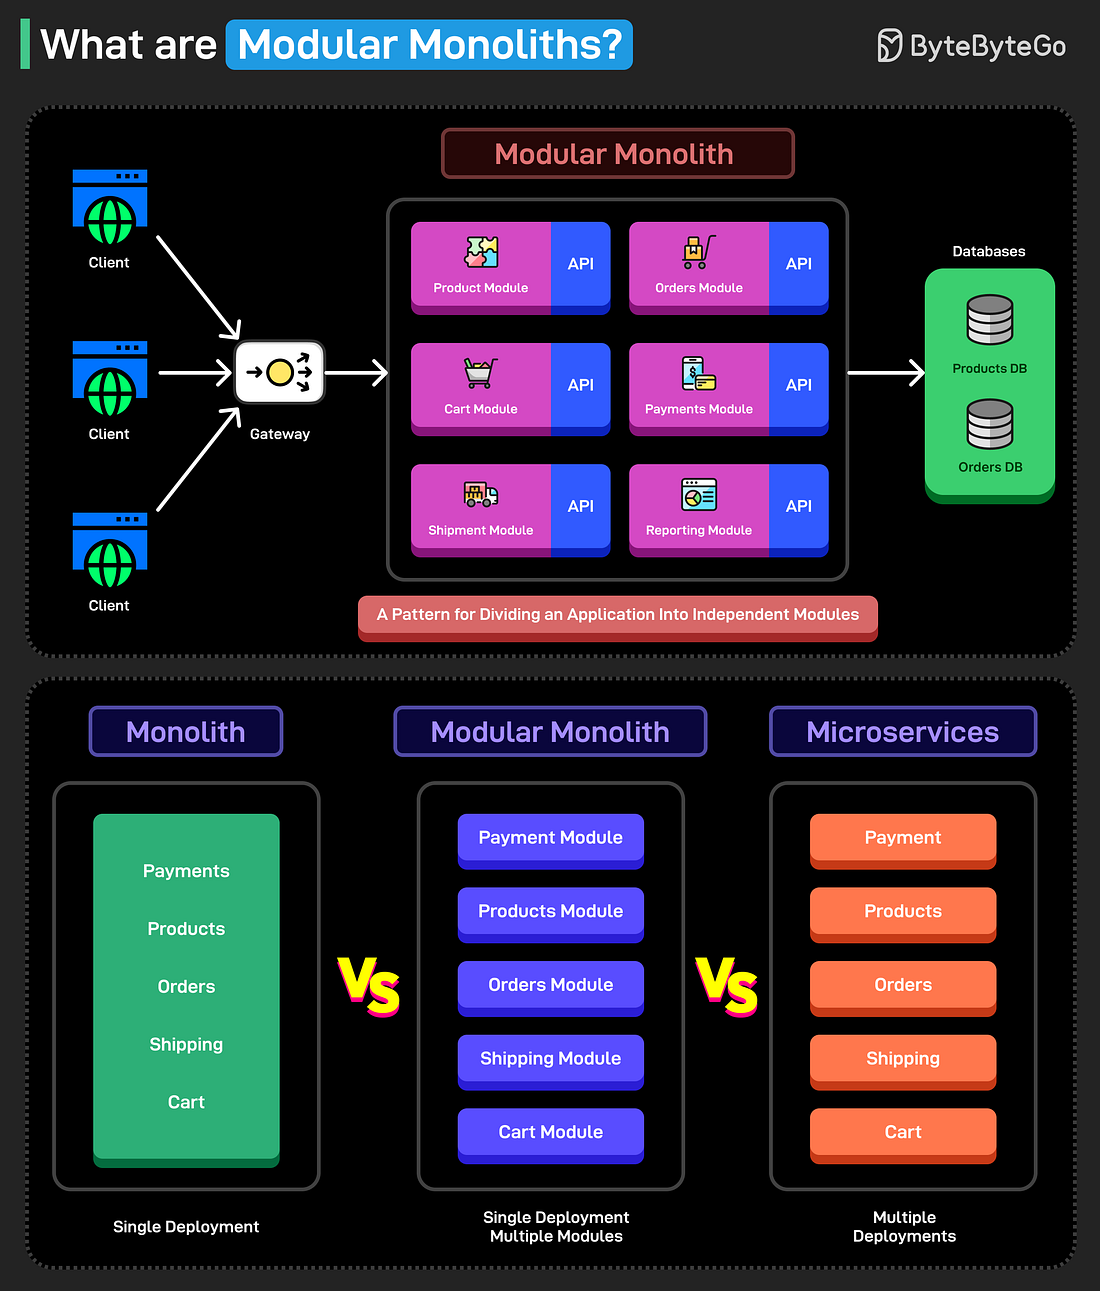 What are Modular Monoliths?
ByteByteGo
Modular Monolith
Client
Client
Client
Gateway
Product Module
API
Orders Module
API
Cart Module
API
Payments Module
API
Shipment Module
API
Reporting Module
API
Databases
Products DB
Orders DB
A Pattern for Dividing an Application Into Independent Modules
Monolith
Payments
Products
Orders
Shipping
Cart
Single Deployment
VS
Modular Monolith
Payment Module
Products Module
Orders Module
Shipping Module
Cart Module
Single Deployment
Multiple Modules
VS
Microservices
Payment
Products
Orders
Shipping
Cart
Multiple
Deployments